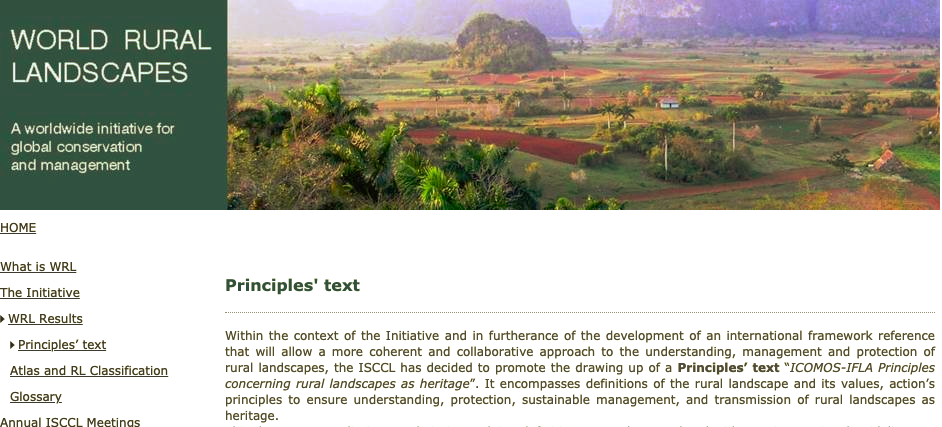 WORLD RURAL
LANDSCAPES
A worldwide initiative for
global conservation
and management
HOME
What is WRL
The Initiative
WRL Results
Principles’ text
Atlas and RL Classification
Glossary
Annual ISCCL Meetings
Principles' text
Within the context of the Initiative and in furtherance of the development of an international framework reference
that will allow a more coherent and collaborative approach to the understanding, management and protection of
rural landscapes, the ISCCL has decided to promote the drawing up of a Principles’ text “ICOMOS-IFLA Principles
concerning rural landscapes as heritage”. It encompasses definitions of the rural landscape and its values, action’s
principles to ensure understanding, protection, sustainable management, and transmission of rural landscapes as
heritage.